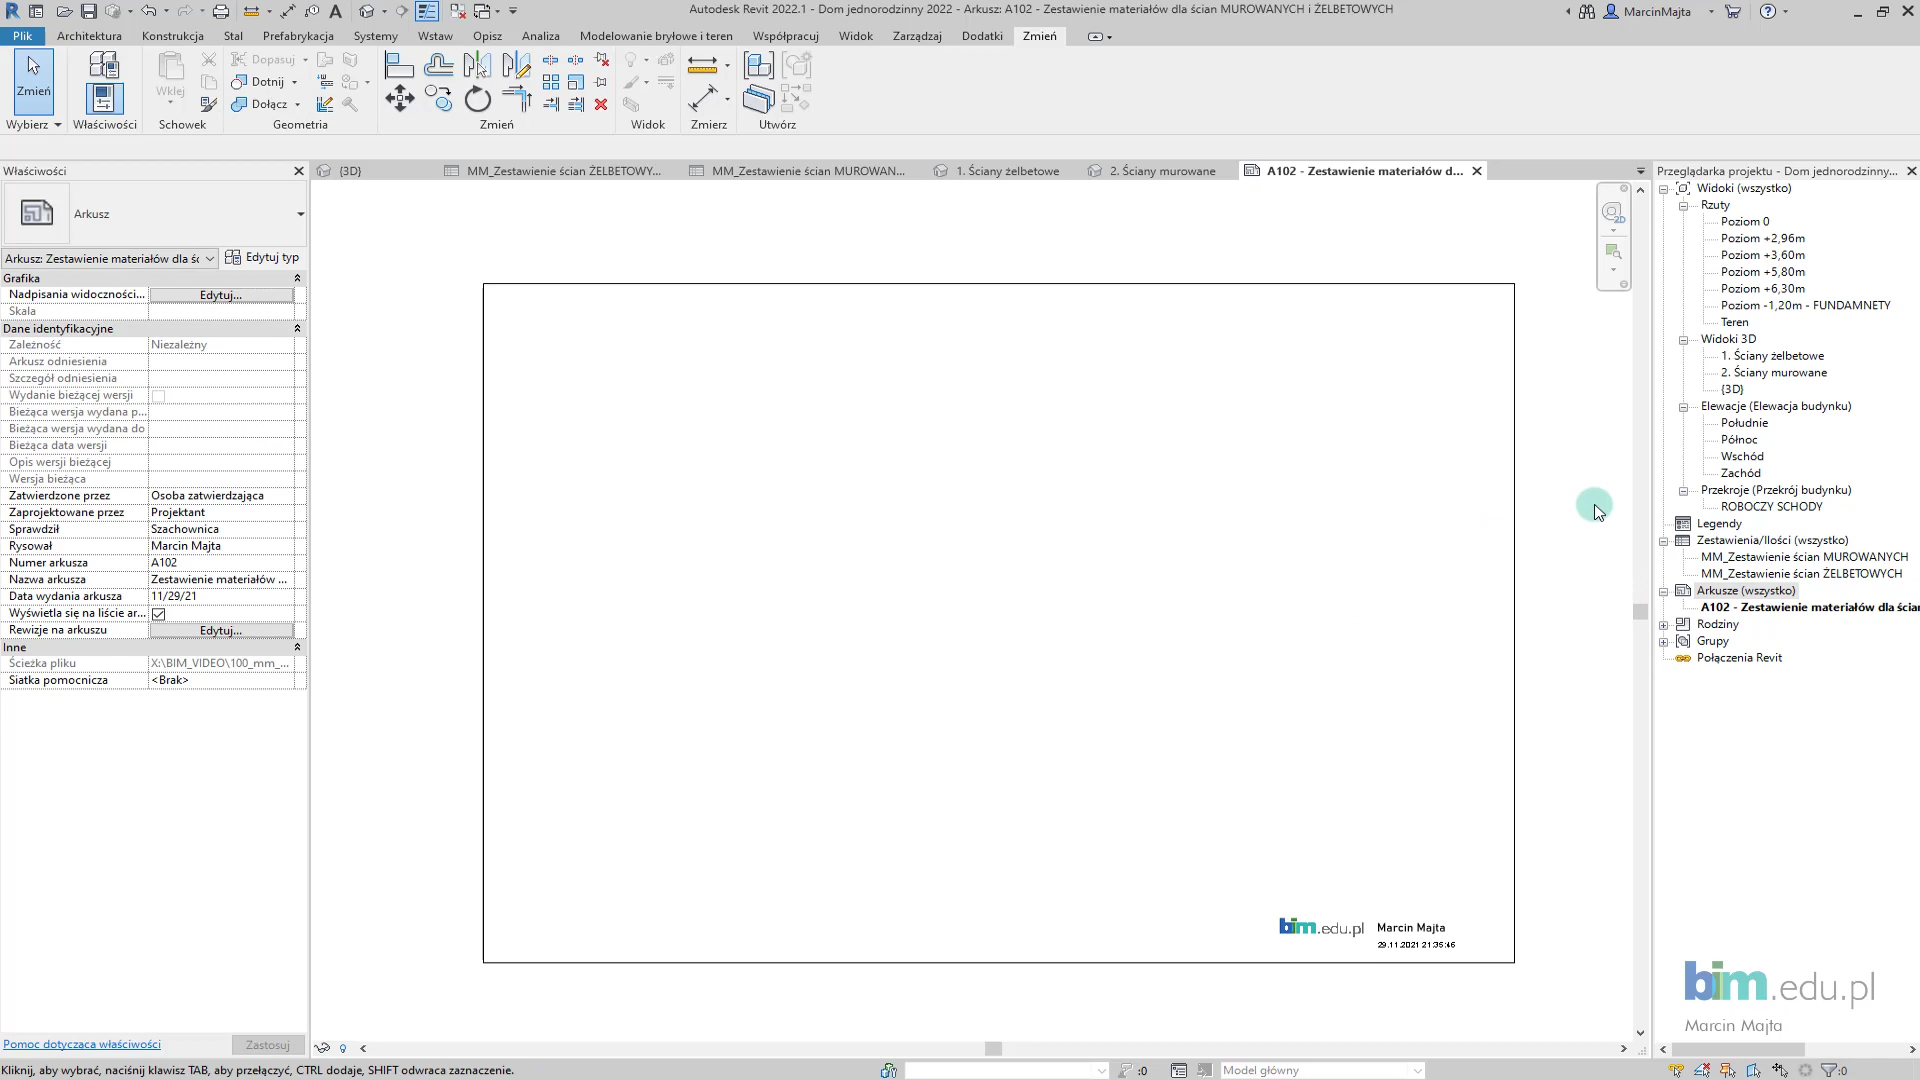 Autodesk Revit 2022.1 - Dom jednorodzinny 2022 - Arkusz: A102 - Zestawienie materiałów dla ścian MUROWANYCH i ŻELBETOWYCH
MarcinMajta
Plik
Architektura
Konstrukcja
Stal
Prefabrykacja
Systemy
Wstaw
Opisz
Analiza
Modelowanie bryłowe i teren
Współpracuj
Widok
Zarządzaj
Dodatki
Zmień
Zmień
Wklej
Dopasuj
Dotnij
Dołącz
Wybierz
Właściwości
Schowek
Geometria
Zmień
Widok
Zmierz
Utwórz
Właściwości
{3D}
MM_Zestawienie ścian ŻELBETOWY...
MM_Zestawienie ścian MUROWAN...
1. Ściany żelbetowe
2. Ściany murowane
A102 - Zestawienie materiałów d...
Przeglądarka projektu - Dom jednorodzinny...
Arkusz
Arkusz: Zestawienie materiałów dla śc
Edytuj typ
Grafika
Nadpisania widoczności... Edytuj...
Skala
Dane identyfikacyjne
Zależność Niezależny
Arkusz odniesienia
Szczegół odniesienia
Wydanie bieżącej wersji
Bieżąca wersja wydana p...
Bieżąca wersja wydana do
Bieżąca data wersji
Opis wersji bieżącej
Wersja bieżąca
Zatwierdzone przez Osoba zatwierdzająca
Zaprojektowane przez Projektant
Sprawdził Szachownica
Rysował Marcin Majta
Numer arkusza A102
Nazwa arkusza Zestawienie materiałów ...
Data wydania arkusza 11/29/21
Wyświetla się na liście ar...
Rewizje na arkuszu Edytuj...
Inne
Ścieżka pliku X:\BIM_VIDEO\100_mm_...
Siatka pomocnicza <Brak>
2D
bim.edu.pl
Marcin Majta
29.11.2021 21:35:46
Widoki (wszystko)
Rzuty
Poziom 0
Poziom +2,96m
Poziom +3,60m
Poziom +5,80m
Poziom +6,30m
Poziom -1,20m - FUNDAMNETY
Teren
Widoki 3D
1. Ściany żelbetowe
2. Ściany murowane
{3D}
Elewacje (Elewacja budynku)
Południe
Północ
Wschód
Zachód
Przekroje (Przekrój budynku)
ROBOCZY SCHODY
Legendy
Zestawienia/Ilości (wszystko)
MM_Zestawienie ścian MUROWANYCH
MM_Zestawienie ścian ŻELBETOWYCH
Arkusze (wszystko)
A102 - Zestawienie materiałów dla ścian
Rodziny
Grupy
Połączenia Revit
bim.edu.pl
Marcin Majta
Pomoc dotycząca właściwości
Zastosuj
Kliknij, aby wybrać, naciśnij klawisz TAB, aby przełączyć, CTRL dodaje, SHIFT odwraca zaznaczenie.
:0
Model główny
:0